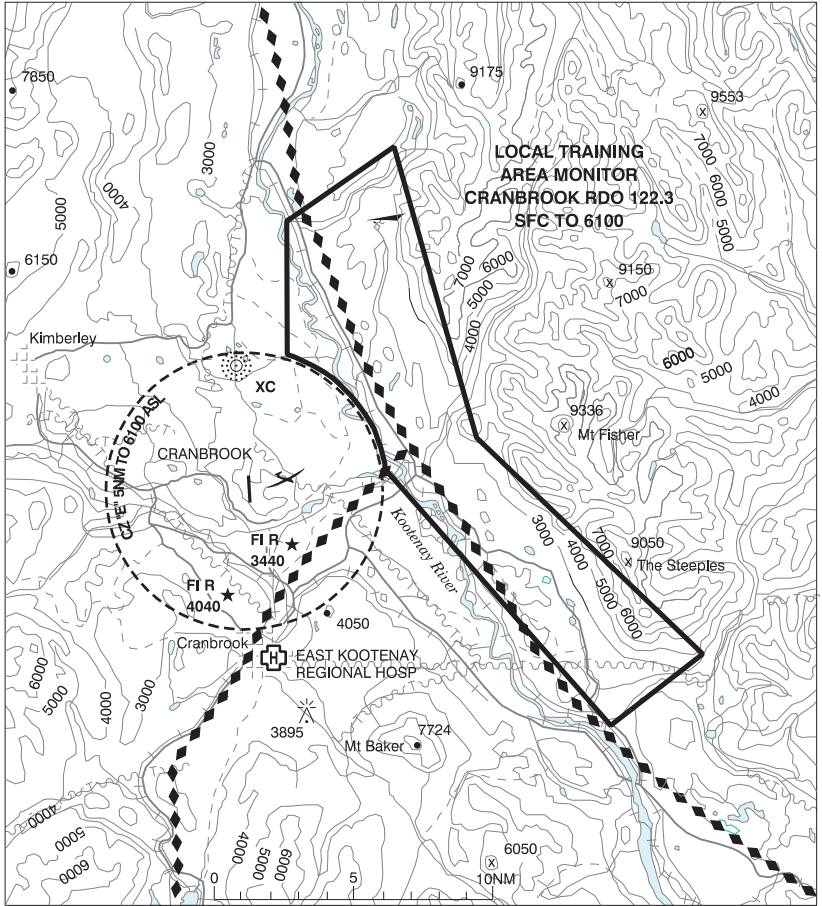 7850
9175
9553
3000
4000
5000
7000
6000
5000
LOCAL TRAINING
AREA MONITOR
CRANBROOK RDO 122.3
SFC TO 6100
6150
7000
6000
5000
4000
9150
7000
Kimberley
6000
5000
4000
XC
CZ "E" 5NM TO 6100 ASL
9336
Mt Fisher
CRANBROOK
Kootenay River
3000
4000
5000
6000
7000
9050
The Steeples
Fl R
3440
Fl R
4040
4050
Cranbrook
H
EAST KOOTENAY
REGIONAL HOSP
6000
5000
4000
3000
3895
7724
Mt Baker
4000
5000
6000
4000
5000
6000
6050
0
5
10NM